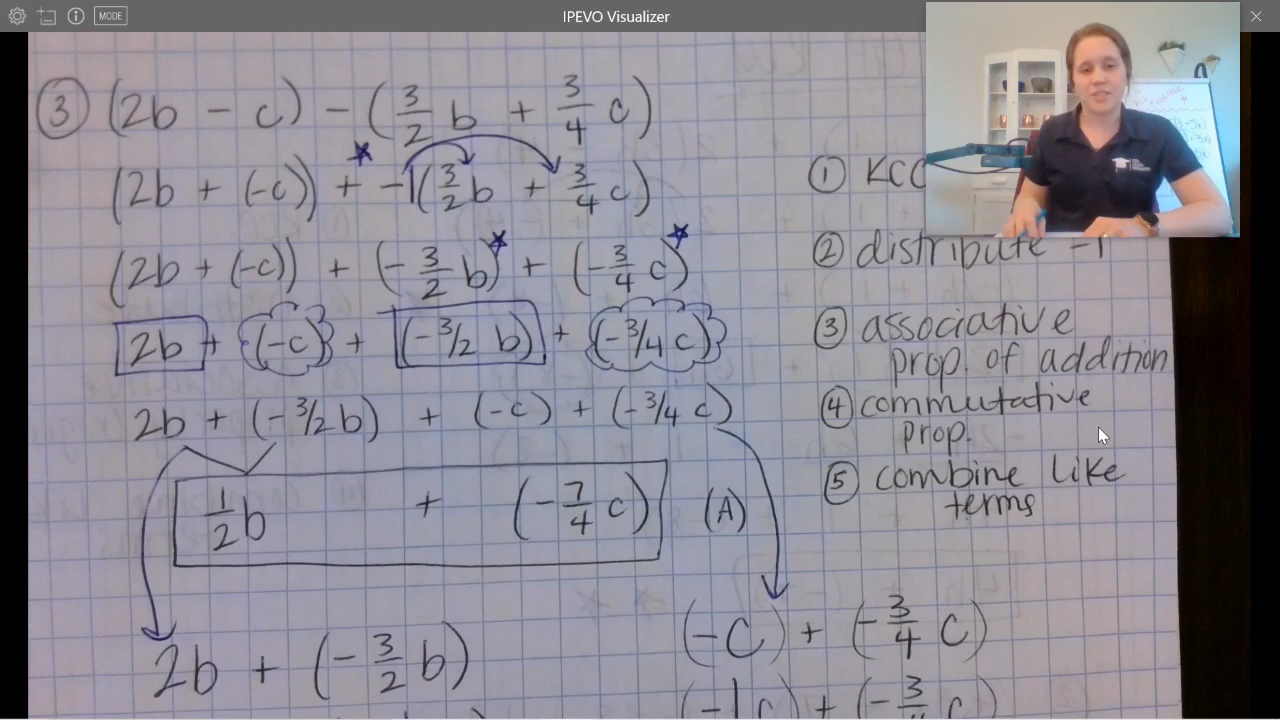 MODE
IPEVO Visualizer
③ (2b - c) - (3/2 b + 3/4 c)
(2b + (-c)) + -1(3/2 b + 3/4 c)
(2b + (-c)) + (-3/2 b) + (-3/4 c)
2b + (-c) + (-3/2 b) + (-3/4 c)
2b + (-3/2 b) + (-c) + (-3/4 c)
1/2 b + (-7/4 c) (A)
2b + (-3/2 b)
(-c) + (-3/4 c)
(-1c) + (-3/
① KCC
② distribute -1
③ associative
prop. of addition
④ commutative
prop.
⑤ combine like
terms